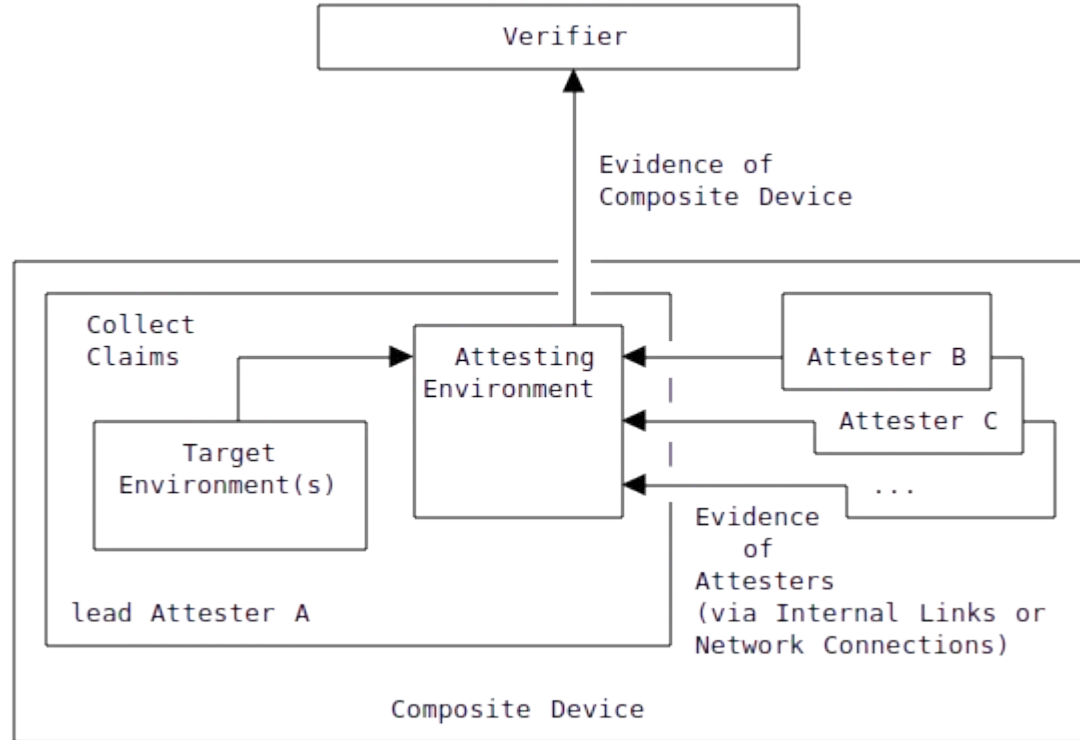 Verifier
Evidence of
Composite Device
Collect
Claims
Attesting
Environment
Attester B
Attester C
...
Target
Environment(s)
Evidence
of
Attesters
(via Internal Links or
Network Connections)
lead Attester A
Composite Device